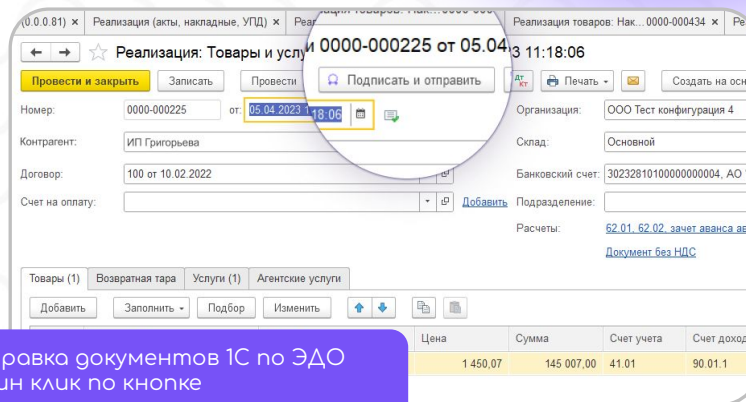 (0.0.0.81) × Реализация (акты, накладные, УПД) × Реализация товаров: Нак... 0000-000434 ×
Реализация: Товары и услу и 0000-000225 от 05.04 3 11:18:06
Провести и закрыть Записать Провести Подписать и отправить Дт Кт Печать Создать на осн
Номер: 0000-000225 от: 05.04.2023 1 18:06 Организация: ООО Тест конфигурация 4
Контрагент: ИП Григорьева Склад: Основной
Договор: 100 от 10.02.2022 Банковский счет: 30232810100000000004, АО
Счет на оплату: Добавить Подразделение:
Расчеты: 62.01, 62.02, зачет аванса ав
Документ без НДС
Товары (1) Возвратная тара Услуги (1) Агентские услуги
Добавить Заполнить Подбор Изменить
Цена Сумма Счет учета Счет доход
1 450,07 145 007,00 41.01 90.01.1
равка документов 1С по ЭДО
ин клик по кнопке